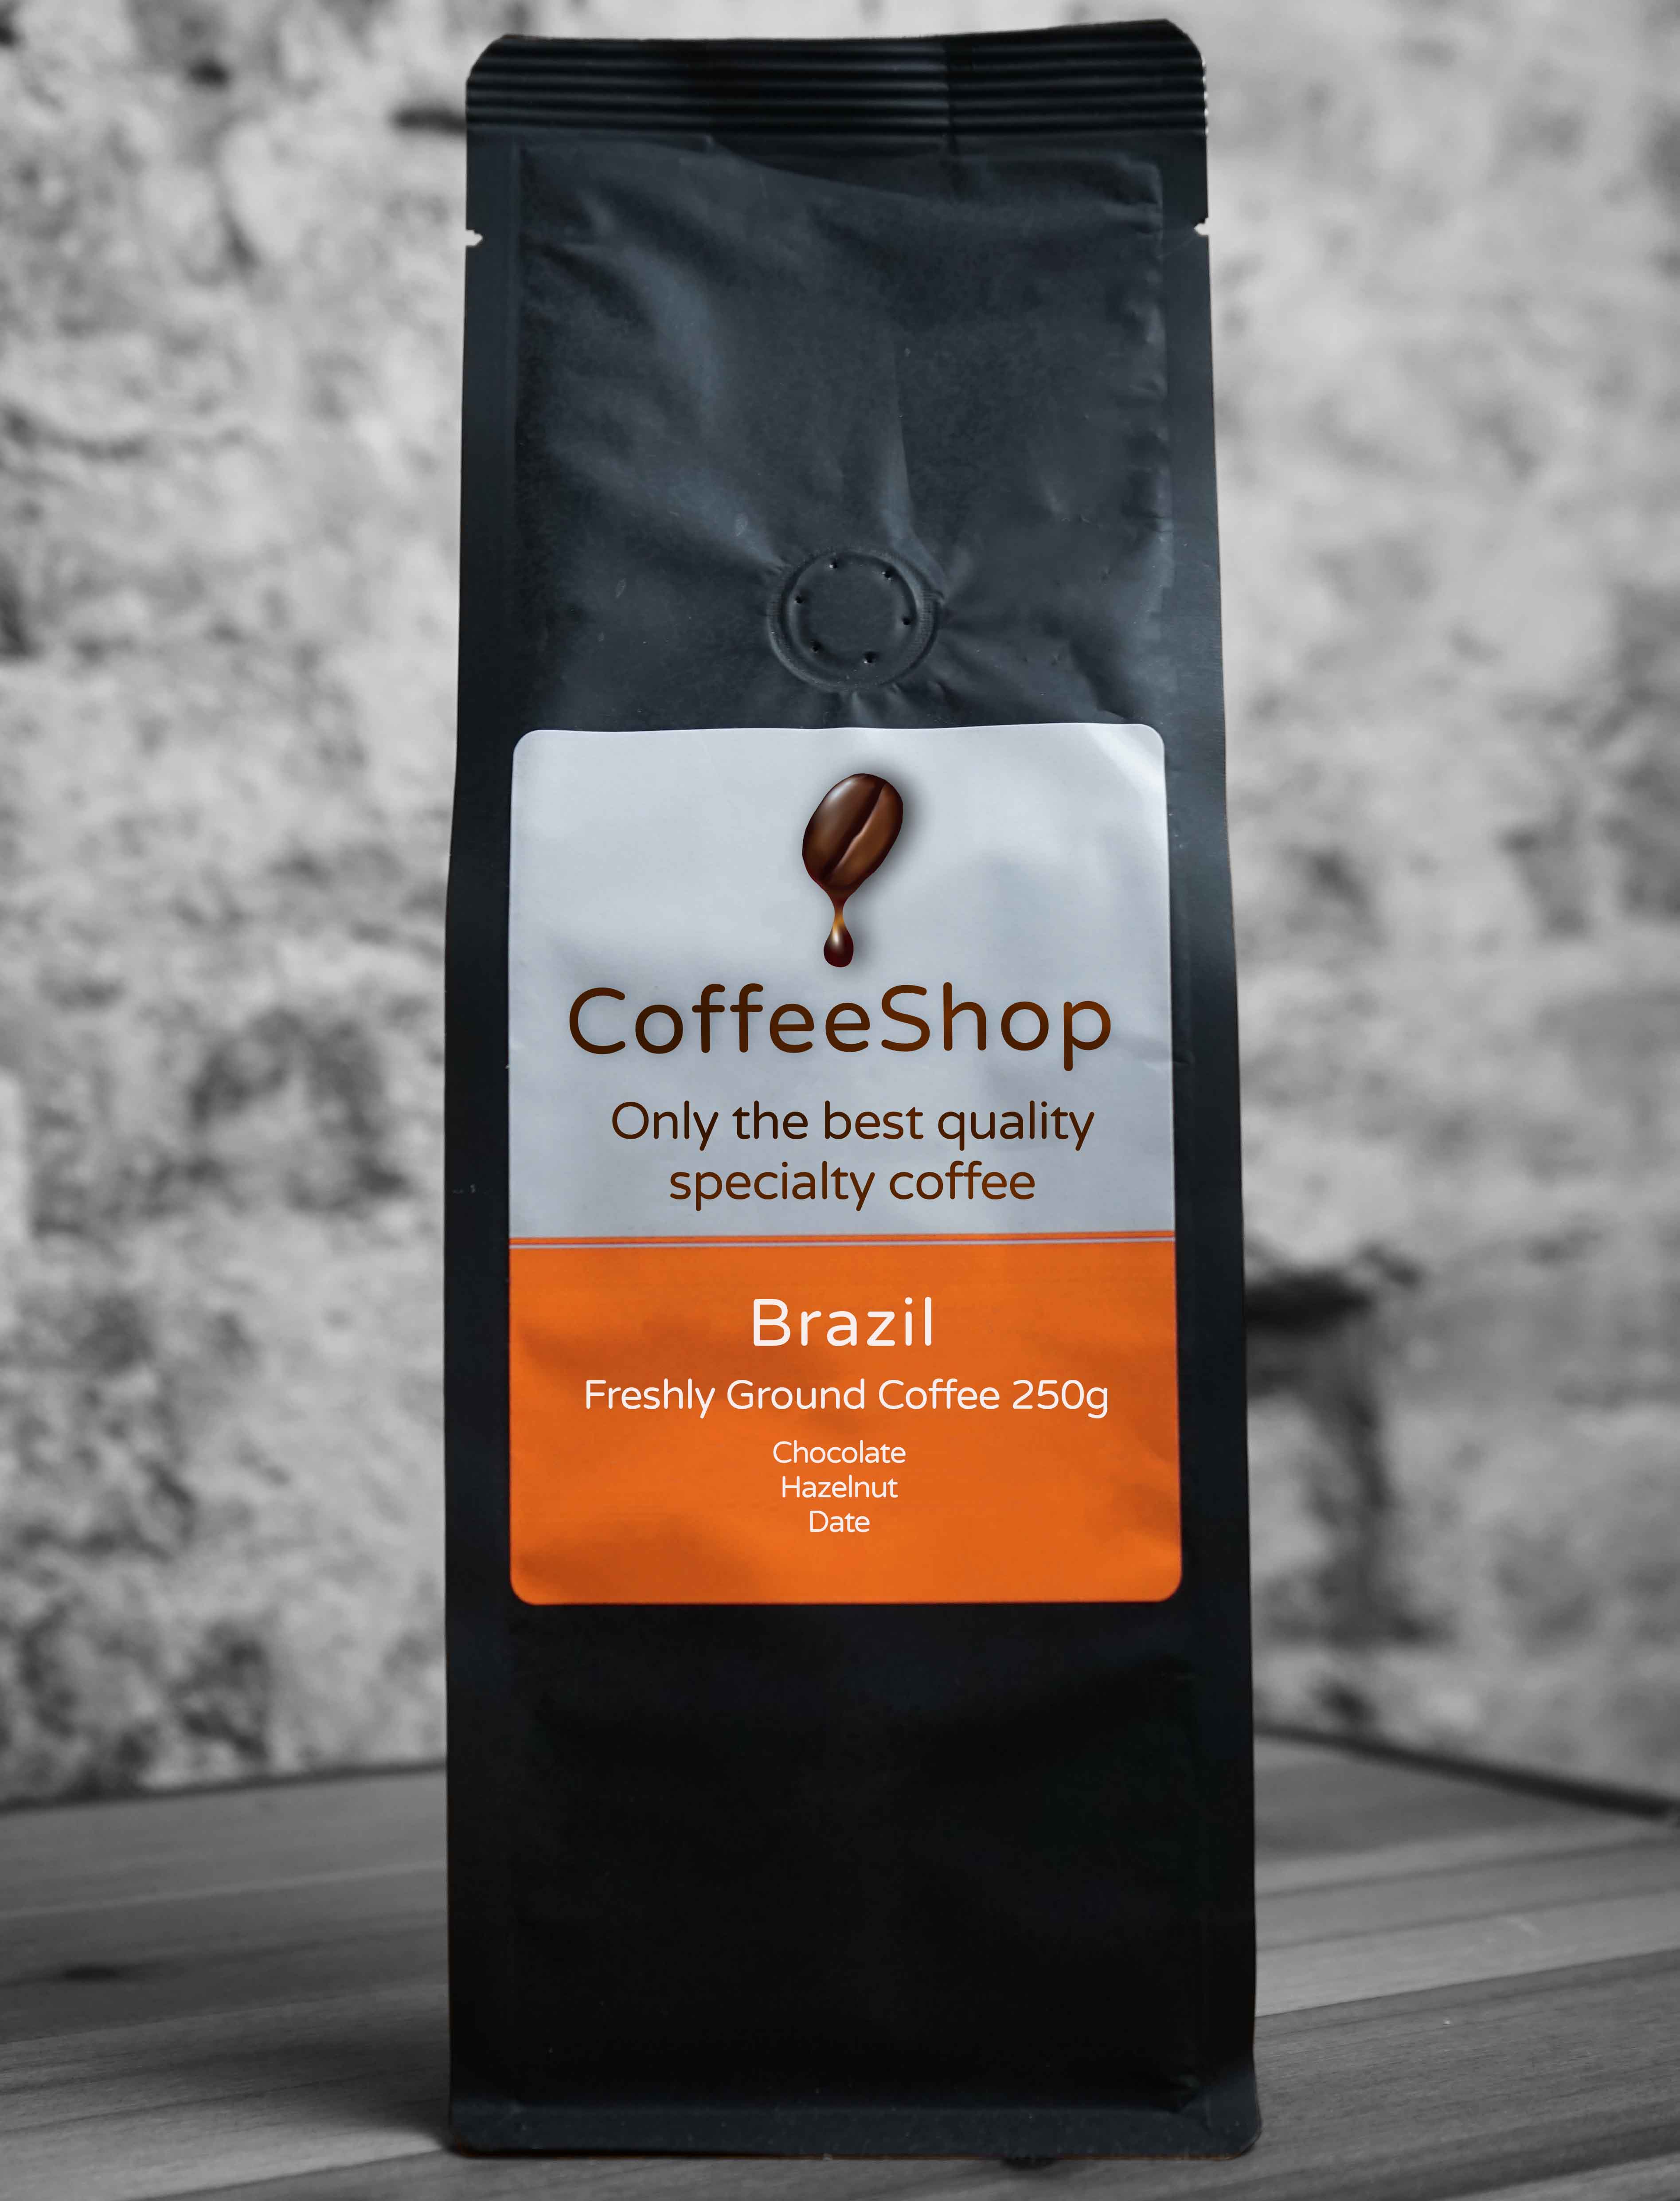 CoffeeShop
Only the best quality
specialty coffee
Brazil
Freshly Ground Coffee 250g
Chocolate
Hazelnut
Date